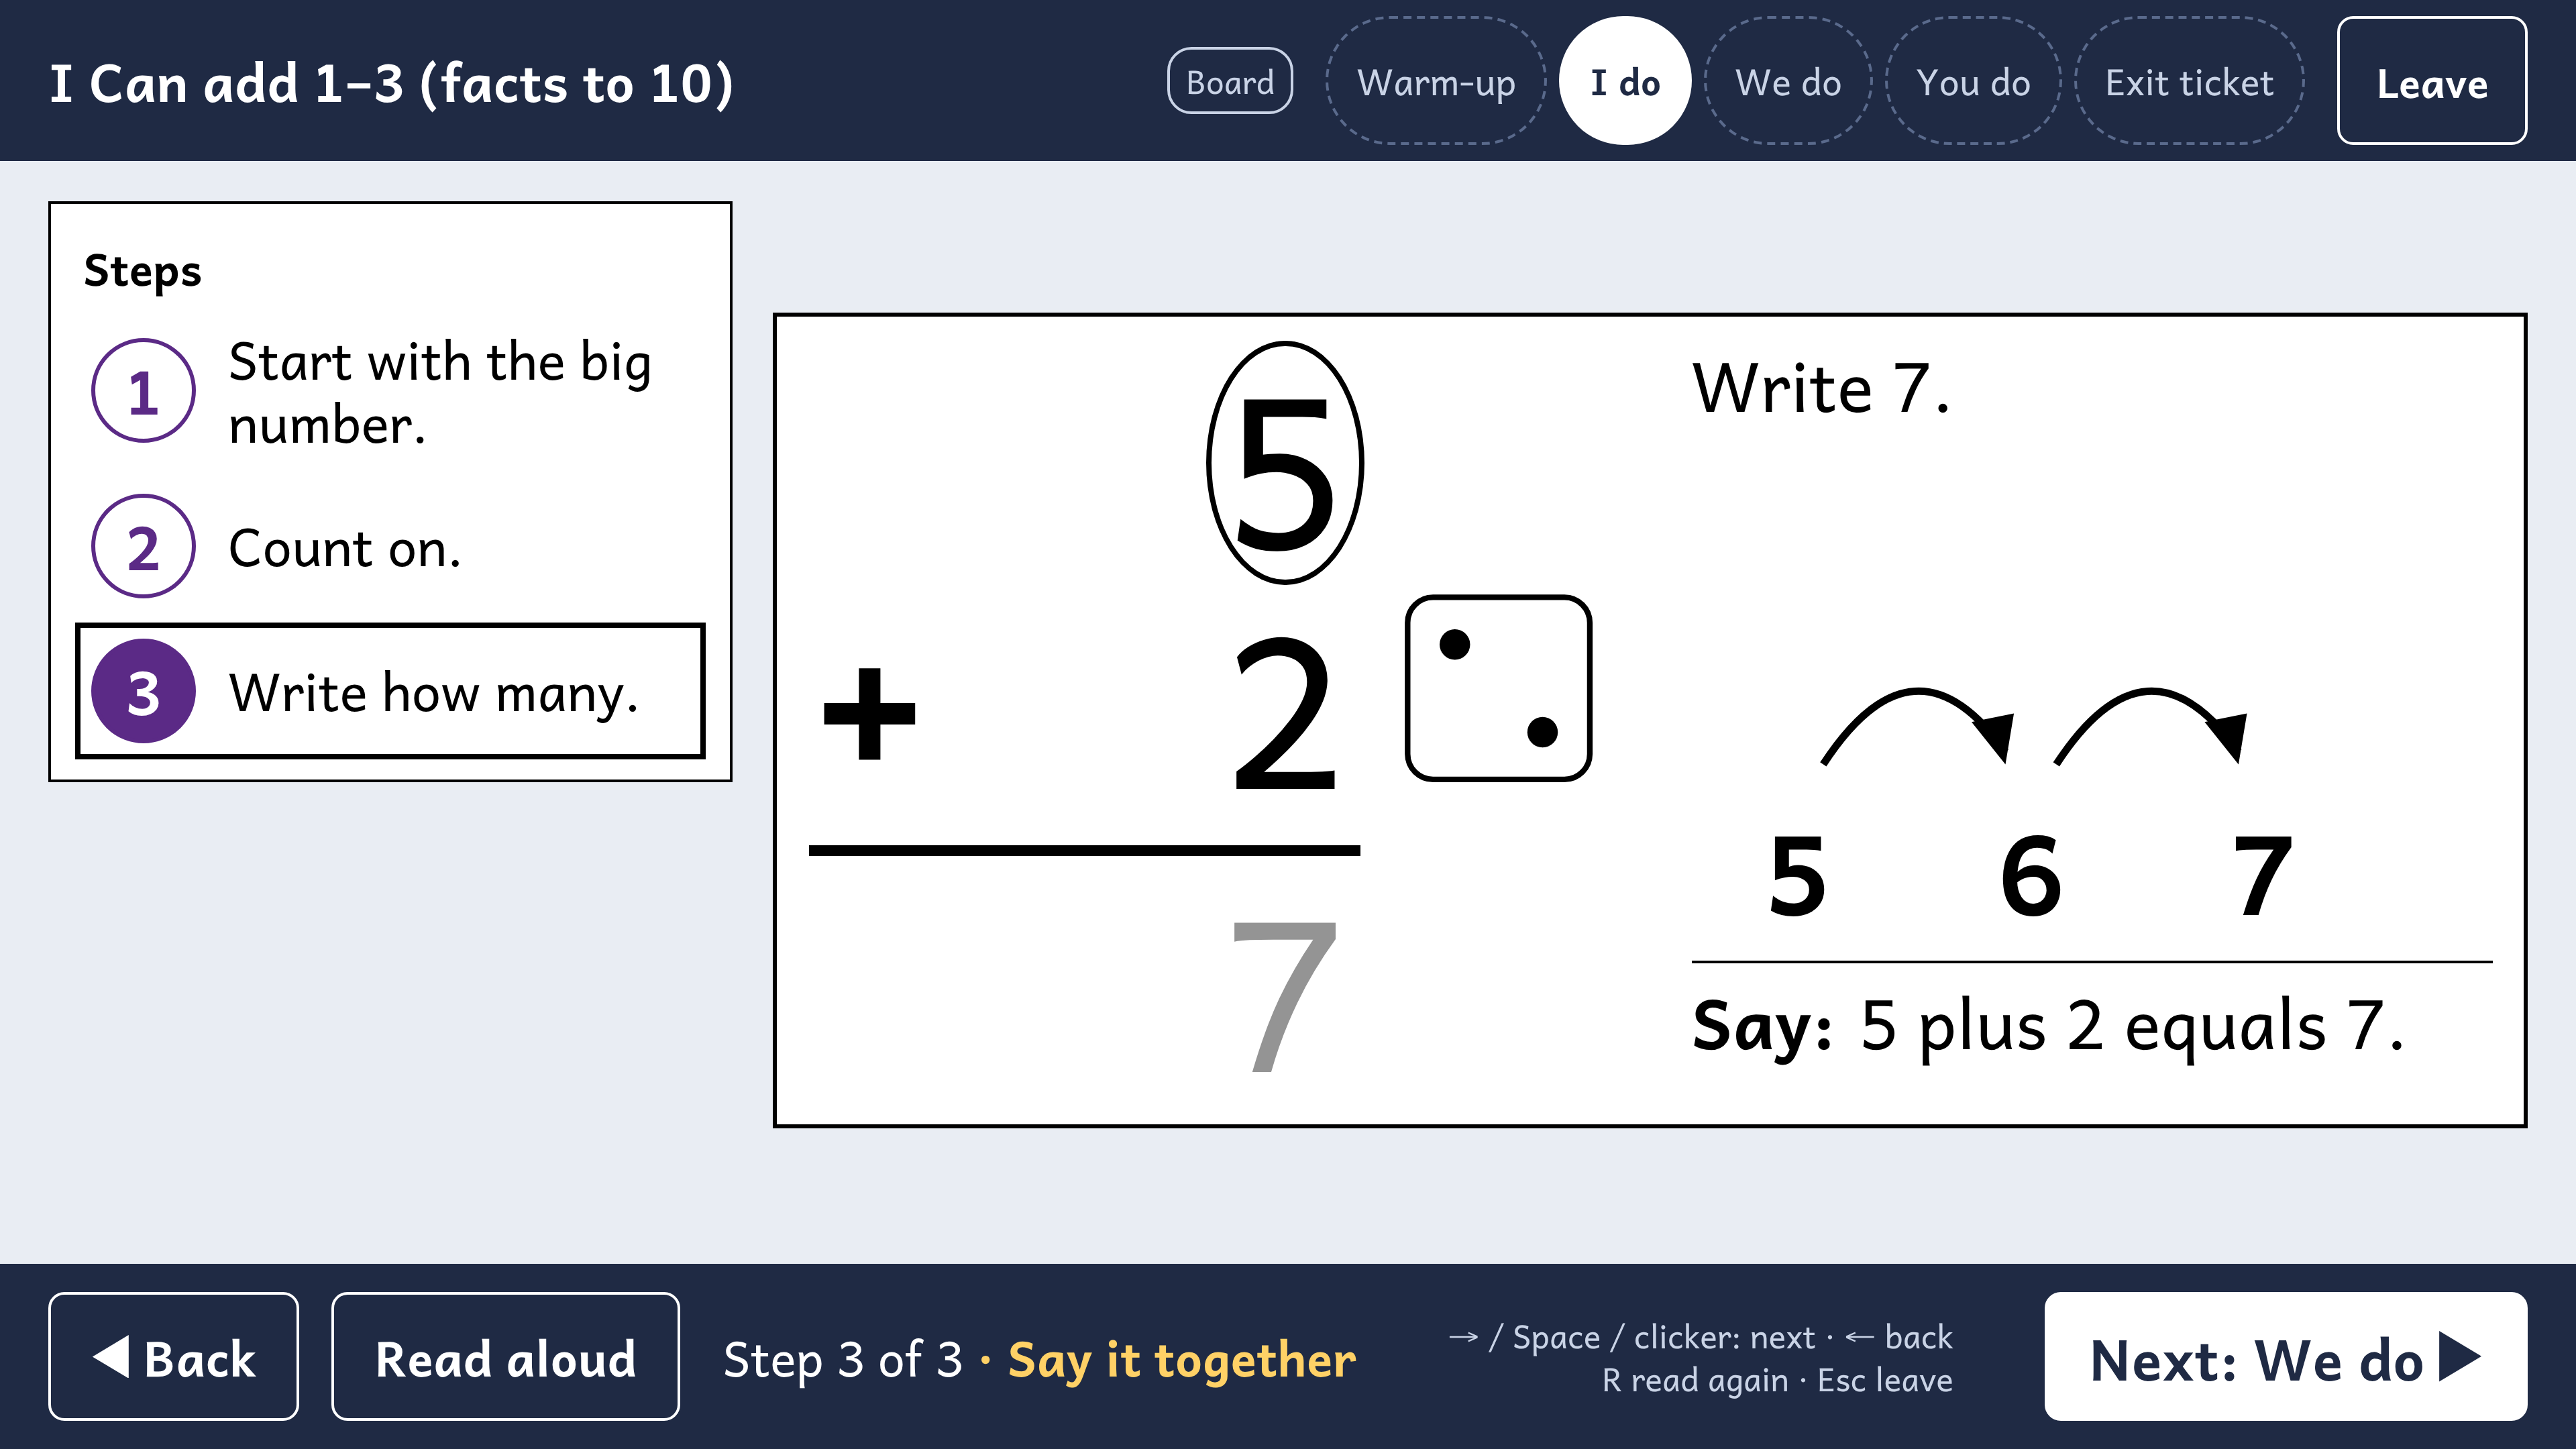 I Can add 1–3 (facts to 10)
Board
Warm-up
I do
We do
You do
Exit ticket
Leave
Steps
1
Start with the big
number.
2
Count on.
3
Write how many.
5
+ 2
7
Write 7.
5 6 7
Say: 5 plus 2 equals 7.
◀ Back
Read aloud
Step 3 of 3 · Say it together
→ / Space / clicker: next · ← back
R read again · Esc leave
Next: We do ▶